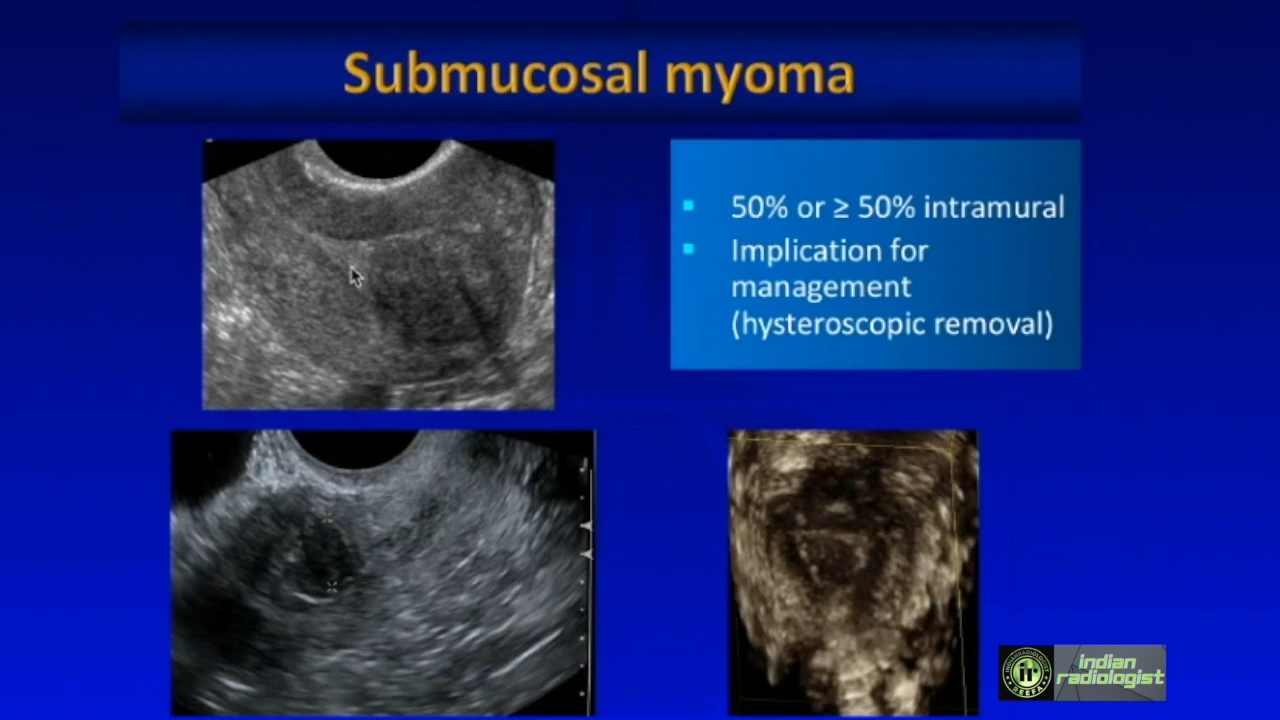 Submucosal myoma
50% or ≥ 50% intramural
Implication for
management
(hysteroscopic removal)
indian
radiologist